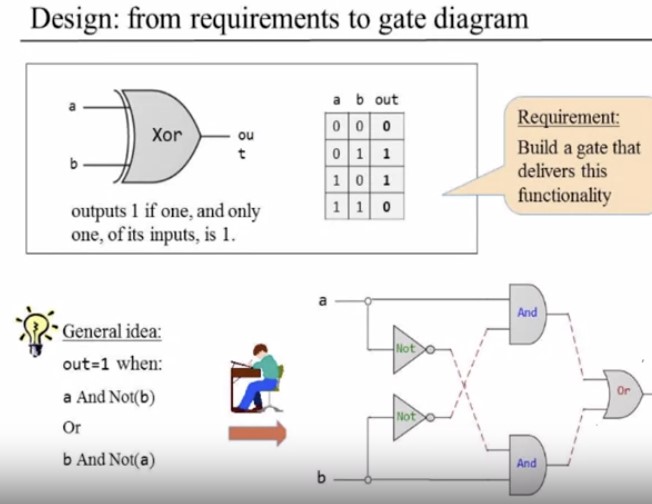 Design: from requirements to gate diagram
a
b
Xor
ou
t
outputs 1 if one, and only
one, of its inputs, is 1.
a b out
0 0 0
0 1 1
1 0 1
1 1 0
Requirement:
Build a gate that
delivers this
functionality
General idea:
out=1 when:
a And Not(b)
Or
b And Not(a)
a
And
Not
Or
Not
And
b